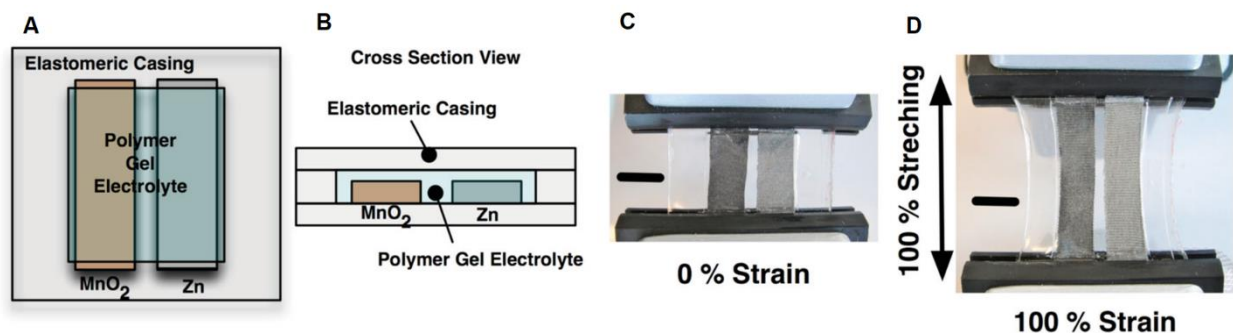 A
Elastomeric Casing
Polymer
Gel
Electrolyte
MnO2
Zn
B
Cross Section View
Elastomeric Casing
MnO2
Zn
Polymer Gel Electrolyte
C
0 % Strain
D
100 % Streching
100 % Strain